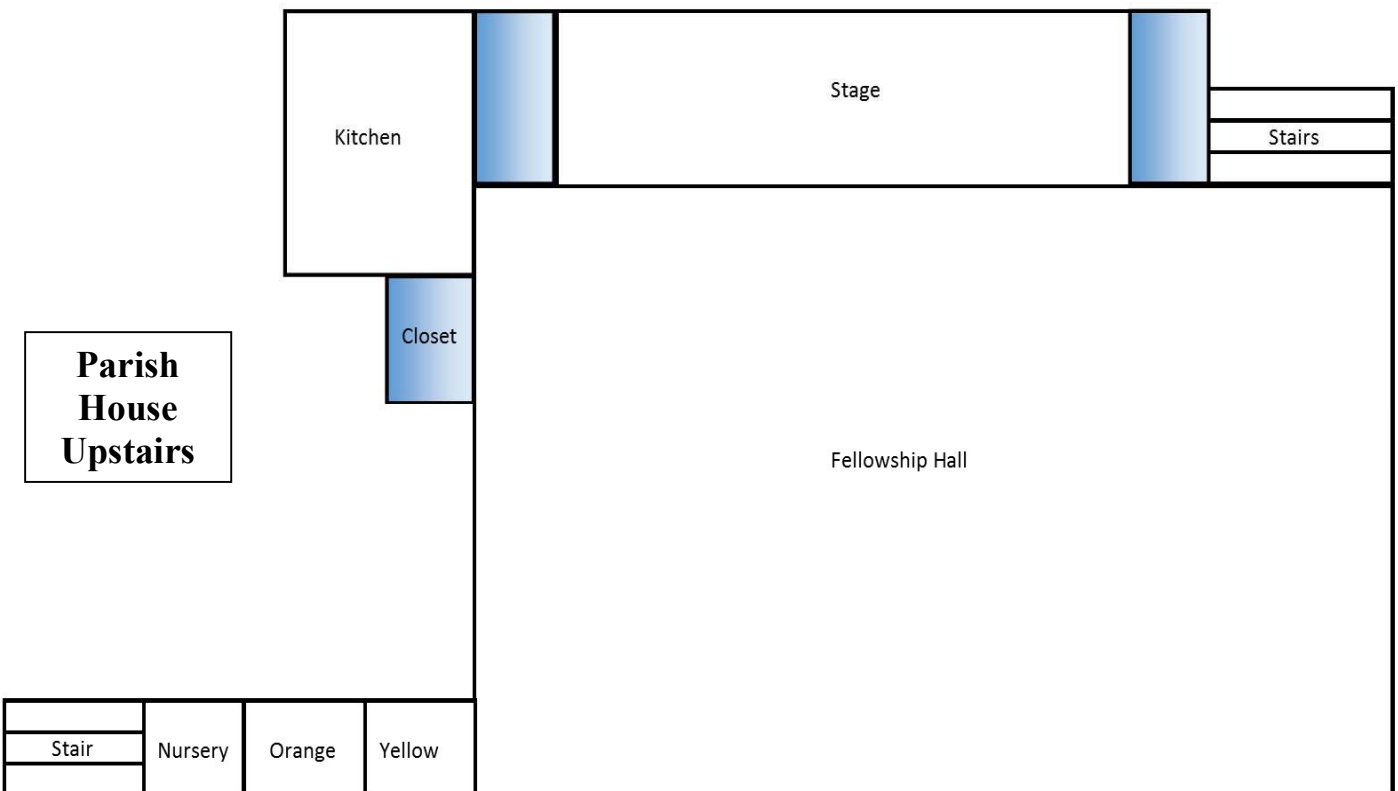 Stage
Kitchen
Stairs
Closet
Parish
House
Upstairs
Fellowship Hall
Stair
Nursery
Orange
Yellow